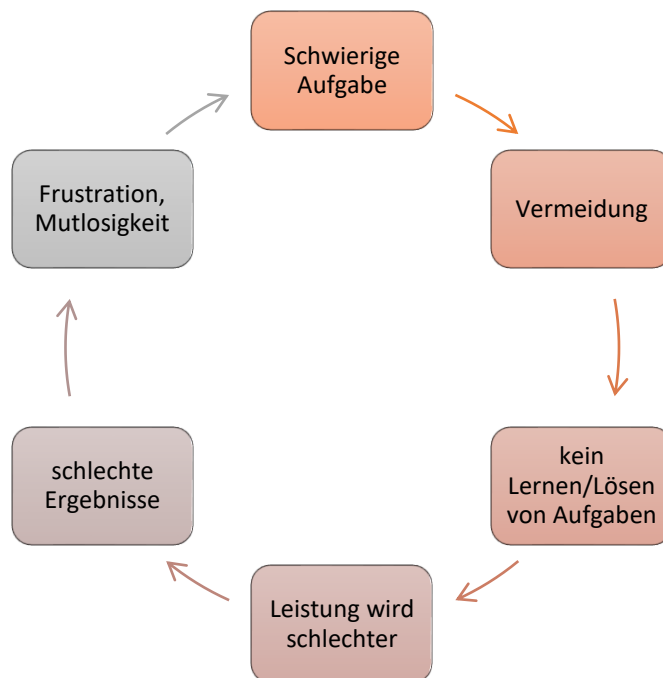 Schwierige
Aufgabe
Vermeidung
kein
Lernen/Lösen
von Aufgaben
Leistung wird
schlechter
schlechte
Ergebnisse
Frustration,
Mutlosigkeit